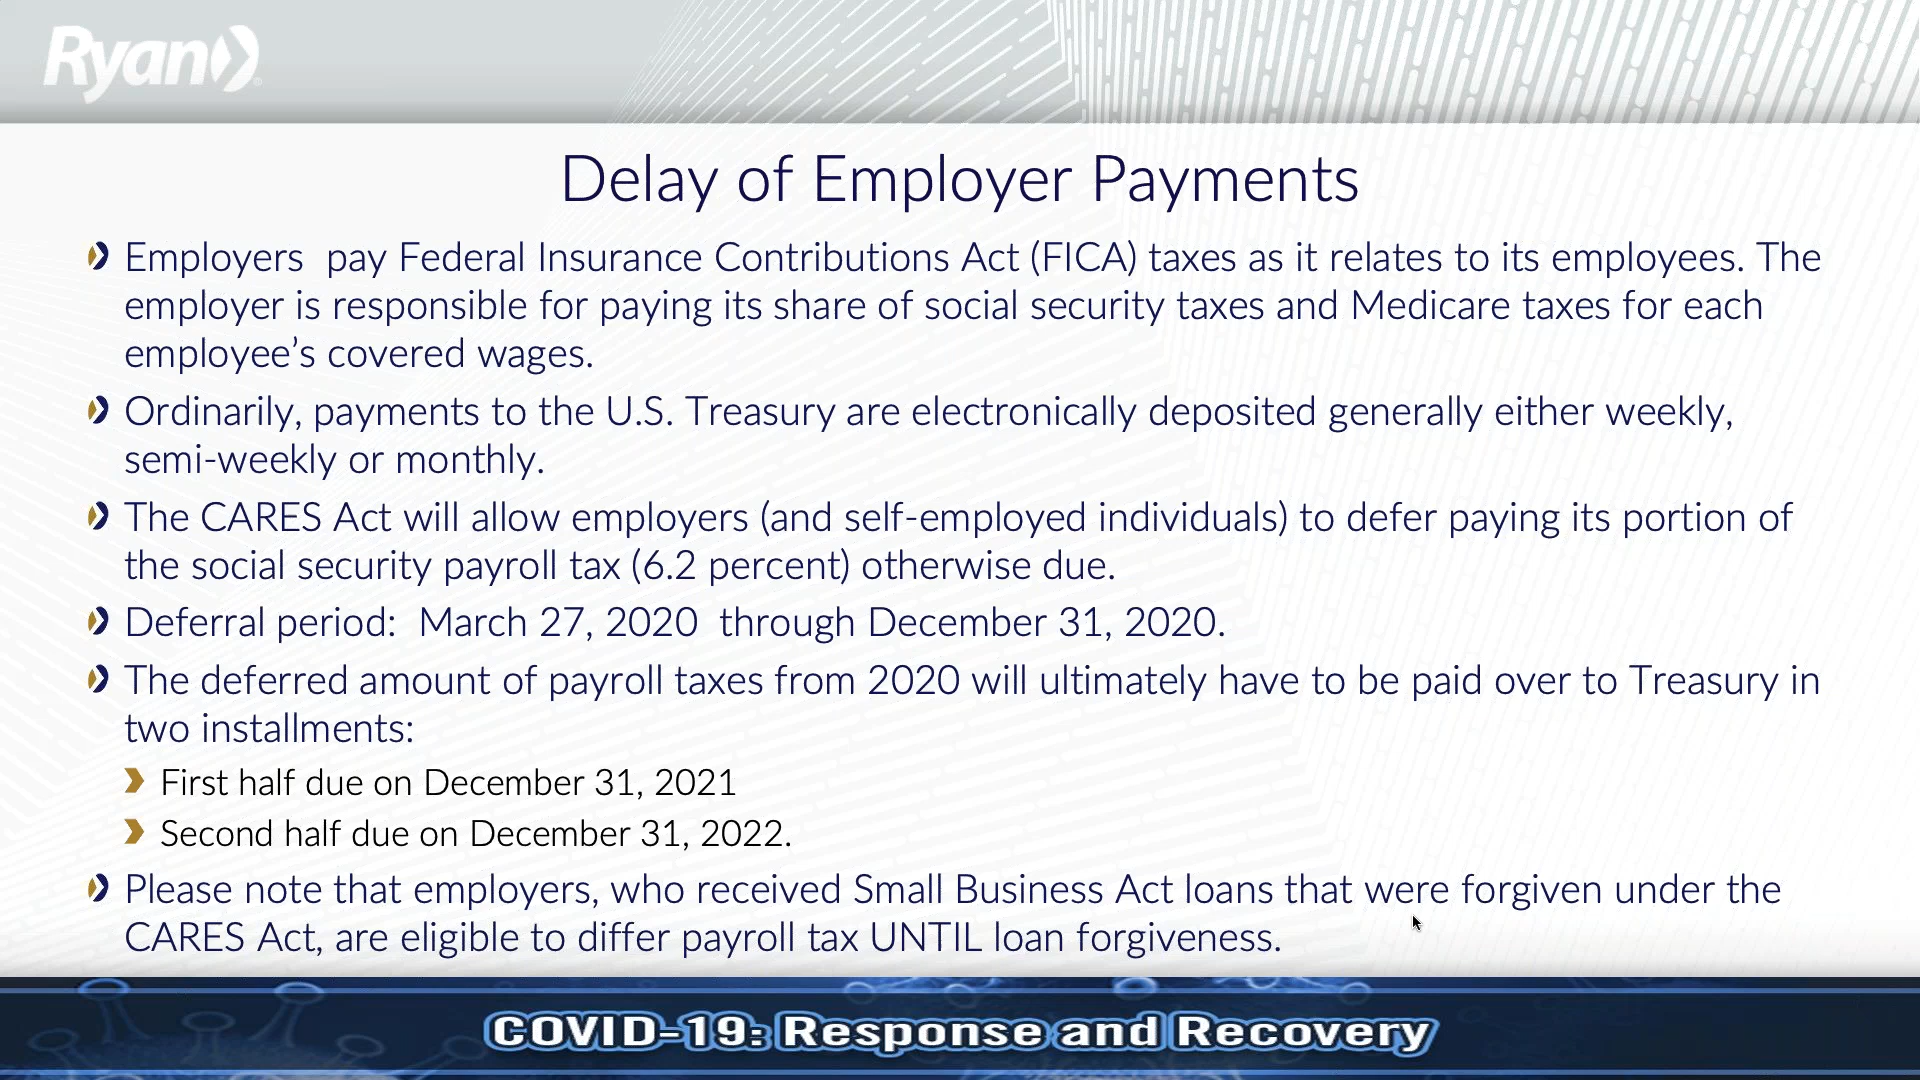 Ryan
Delay of Employer Payments
Employers pay Federal Insurance Contributions Act (FICA) taxes as it relates to its employees. The
employer is responsible for paying its share of social security taxes and Medicare taxes for each
employee’s covered wages.
Ordinarily, payments to the U.S. Treasury are electronically deposited generally either weekly,
semi-weekly or monthly.
The CARES Act will allow employers (and self-employed individuals) to defer paying its portion of
the social security payroll tax (6.2 percent) otherwise due.
Deferral period: March 27, 2020 through December 31, 2020.
The deferred amount of payroll taxes from 2020 will ultimately have to be paid over to Treasury in
two installments:
First half due on December 31, 2021
Second half due on December 31, 2022.
Please note that employers, who received Small Business Act loans that were forgiven under the
CARES Act, are eligible to differ payroll tax UNTIL loan forgiveness.
COVID-19: Response and Recovery